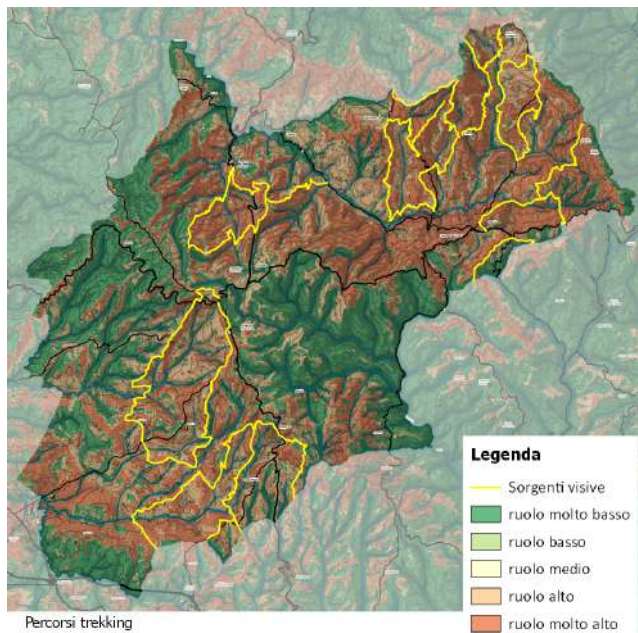 Legenda
Sorgenti visive
ruolo molto basso
ruolo basso
ruolo medio
ruolo alto
ruolo molto alto
Percorsi trekking